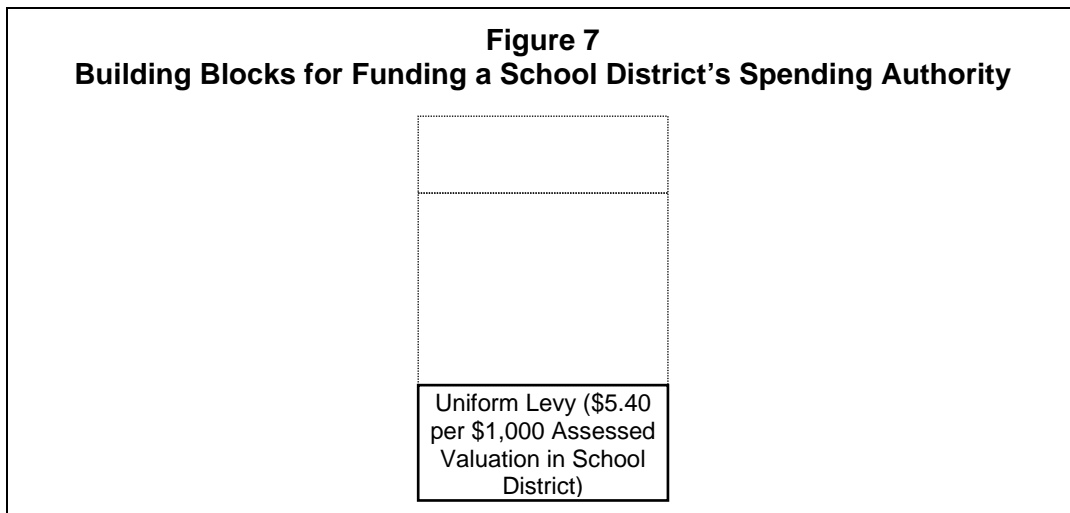 Figure 7
Building Blocks for Funding a School District’s Spending Authority
Uniform Levy ($5.40
per $1,000 Assessed
Valuation in School
District)